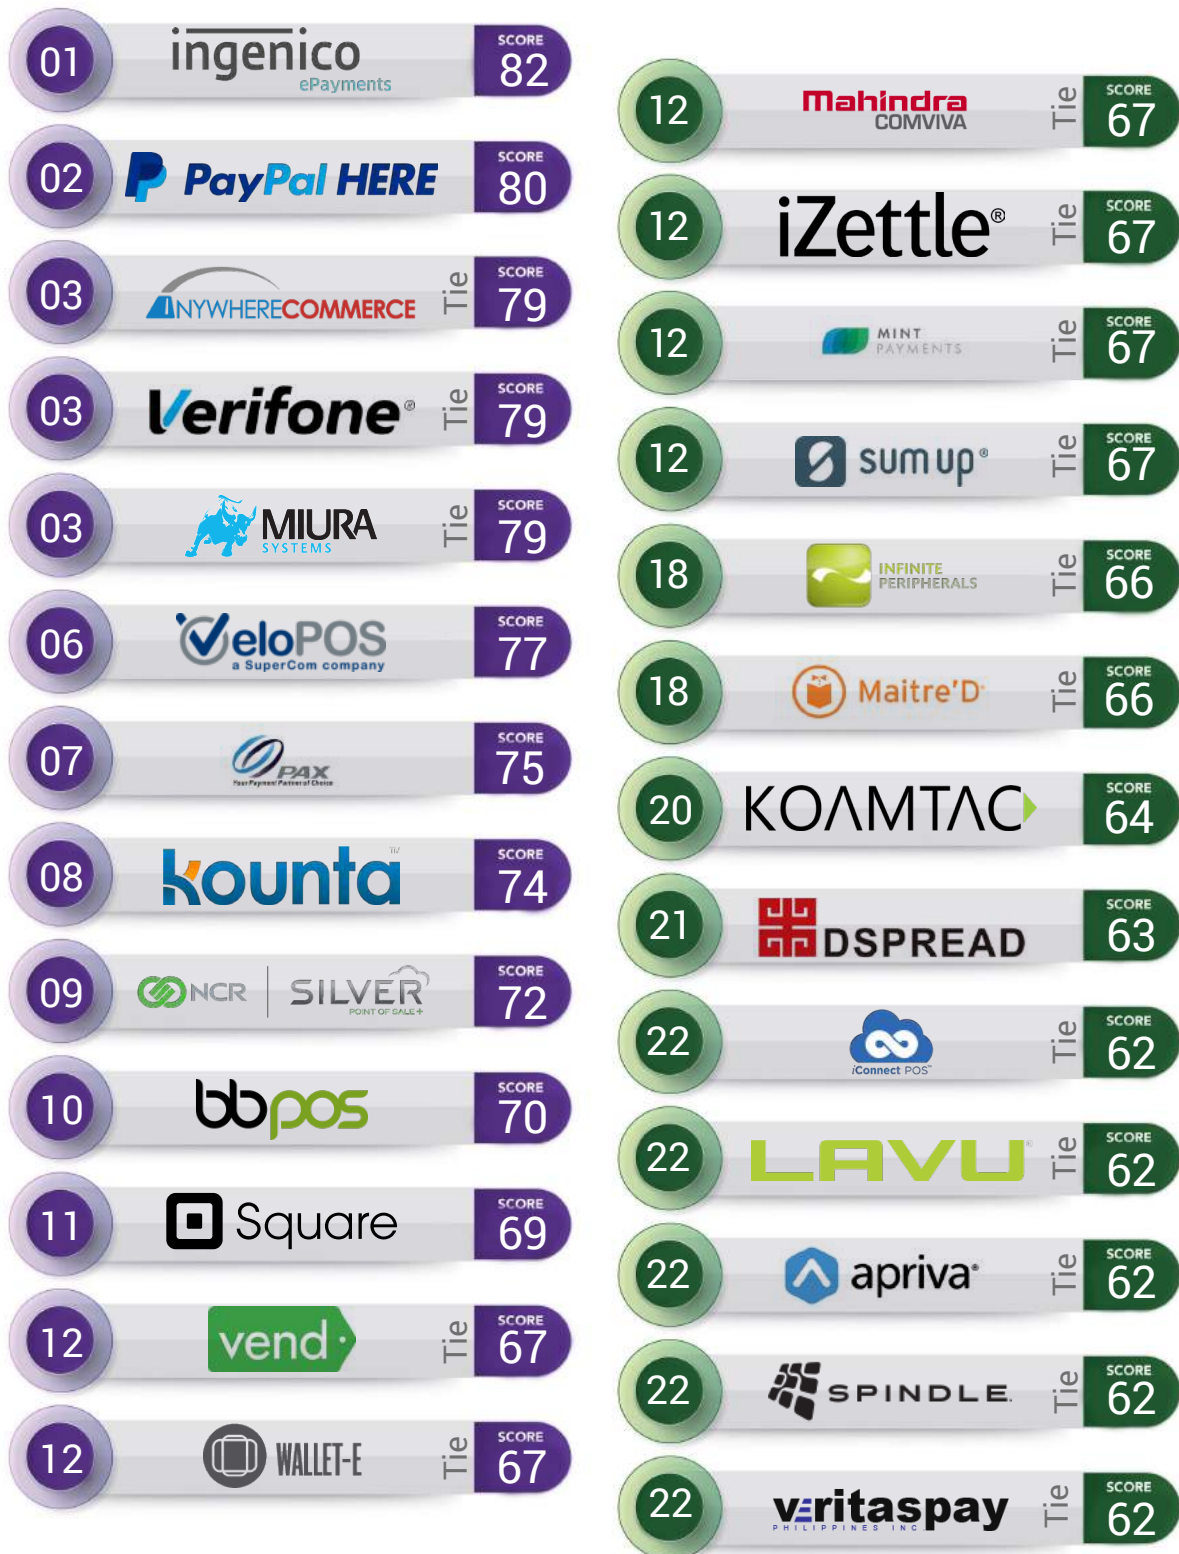 01
ingenico
ePayments
SCORE
82
02
PayPal HERE
SCORE
80
03
ANYWHERECOMMERCE
Tie
SCORE
79
03
Verifone®
Tie
SCORE
79
03
MIURA
SYSTEMS
Tie
SCORE
79
06
VeloPOS
a SuperCom company
SCORE
77
07
PAX
Your Payment Partner of Choice
SCORE
75
08
kounta™
SCORE
74
09
NCR
SILVER
POINT OF SALE+
SCORE
72
10
bbpos
SCORE
70
11
Square
SCORE
69
12
vend
Tie
SCORE
67
12
WALLET-E
Tie
SCORE
67
12
Mahindra
COMVIVA
Tie
SCORE
67
12
iZettle®
Tie
SCORE
67
12
MINT
PAYMENTS
Tie
SCORE
67
12
sumup®
Tie
SCORE
67
18
INFINITE
PERIPHERALS
Tie
SCORE
66
18
Maitre'D
Tie
SCORE
66
20
KOAMTAC
SCORE
64
21
DSPREAD
SCORE
63
22
iConnect POS™
Tie
SCORE
62
22
LAVU
Tie
SCORE
62
22
apriva
Tie
SCORE
62
22
SPINDLE.
Tie
SCORE
62
22
veritaspay
PHILIPPINES INC.
Tie
SCORE
62